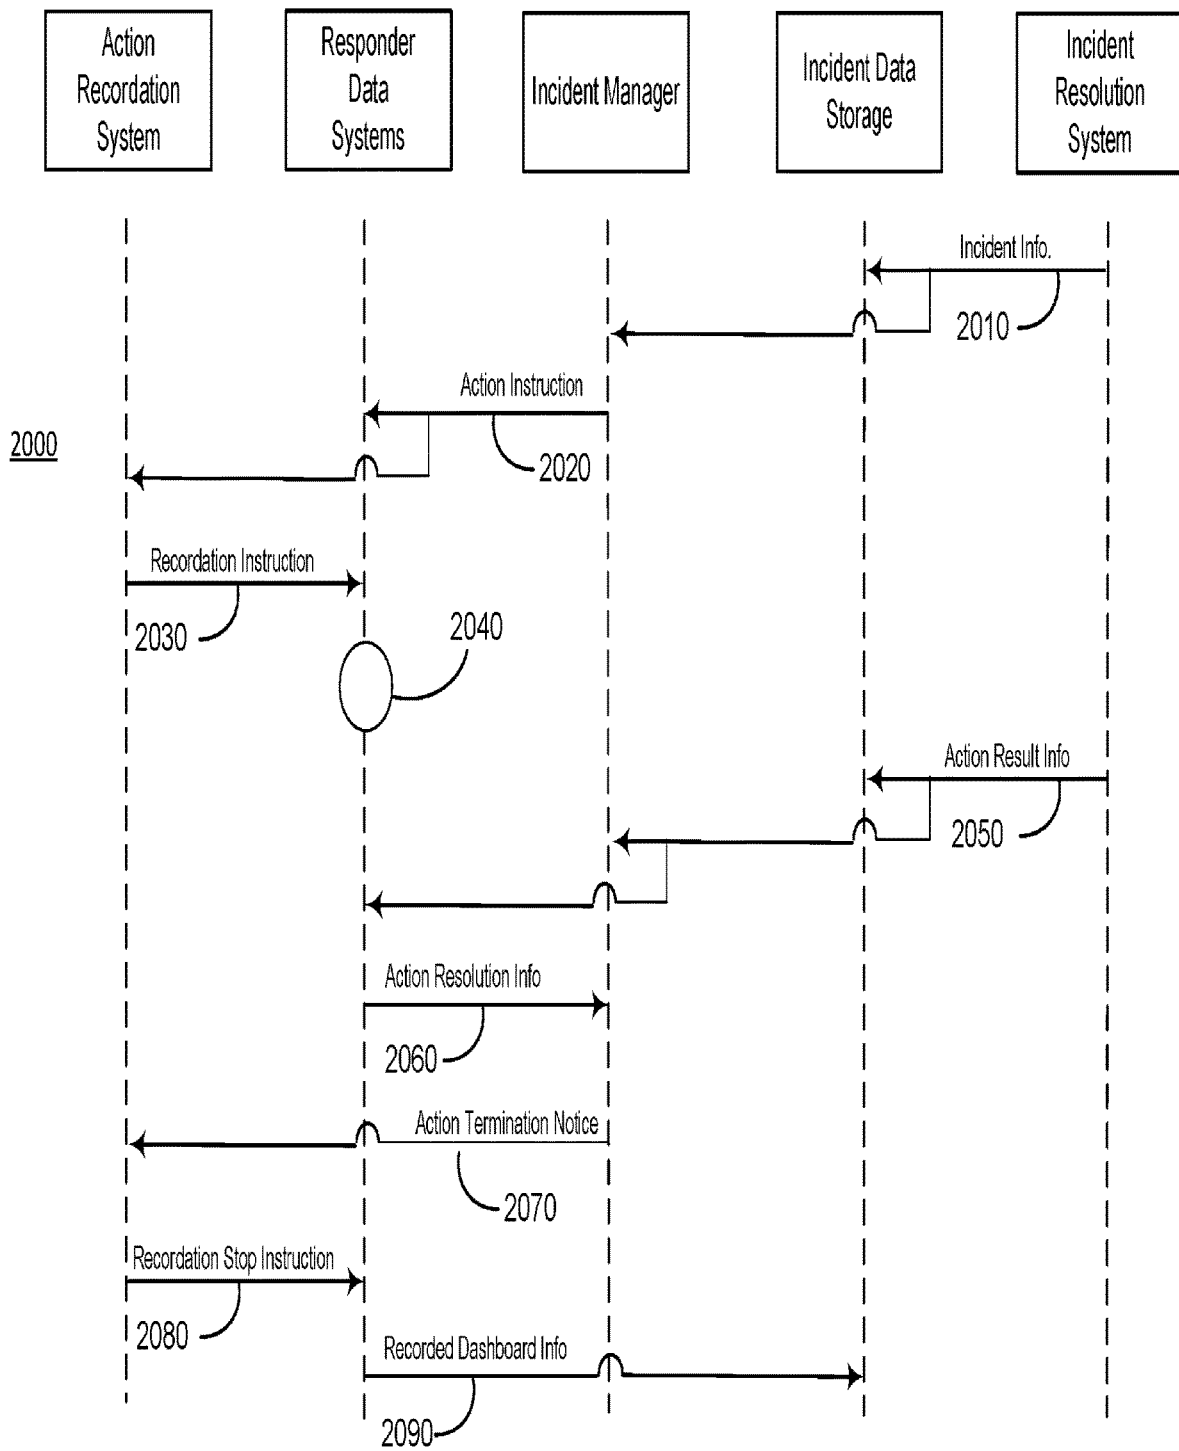 Action
Recordation
System
Responder
Data
Systems
Incident Manager
Incident Data
Storage
Incident
Resolution
System
Incident Info.
2010
Action Instruction
2000
2020
Recordation Instruction
2030
2040
Action Result Info
2050
Action Resolution Info
2060
Action Termination Notice
2070
Recordation Stop Instruction
2080
Recorded Dashboard Info
2090